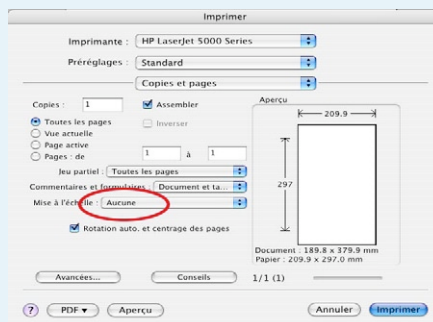 Imprimer
Imprimante : HP LaserJet 5000 Series
Préréglages : Standard
Copies et pages
Copies : 1 Assembler
Toutes les pages Inverser
Vue actuelle
Page active
Pages : de 1 à 1
Jeu partiel : Toutes les pages
Commentaires et formulaires : Document et ta...
Mise à l'échelle : Aucune
Rotation auto. et centrage des pages
Aperçu
209.9
297
Document : 189.8 x 379.9 mm
Papier : 209.9 x 297.0 mm
Avancées... Conseils 1/1 (1)
? PDF ▾ Aperçu Annuler Imprimer